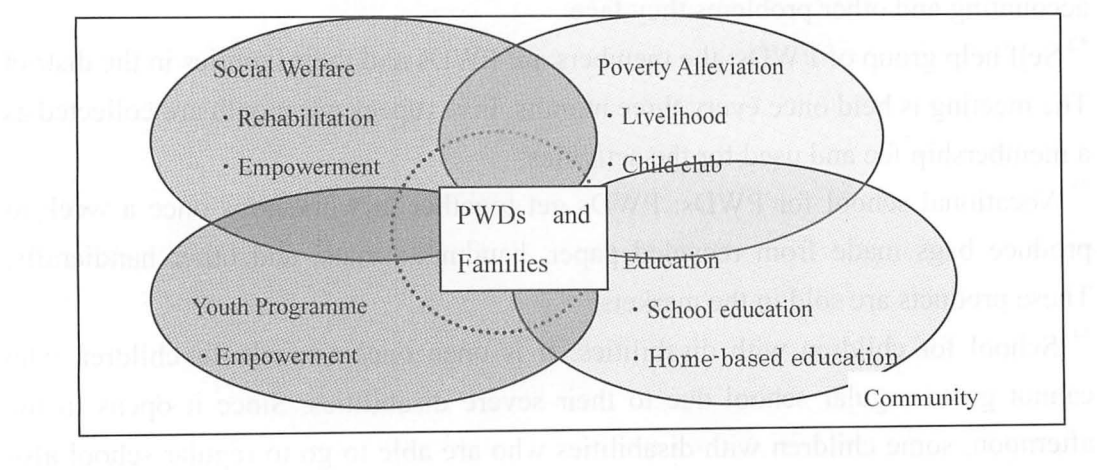 Social Welfare
・Rehabilitation
・Empowerment
Poverty Alleviation
・Livelihood
Child club
PWDs and
Families
Youth Programme
・Empowerment
Education
・School education
Home-based education
Community